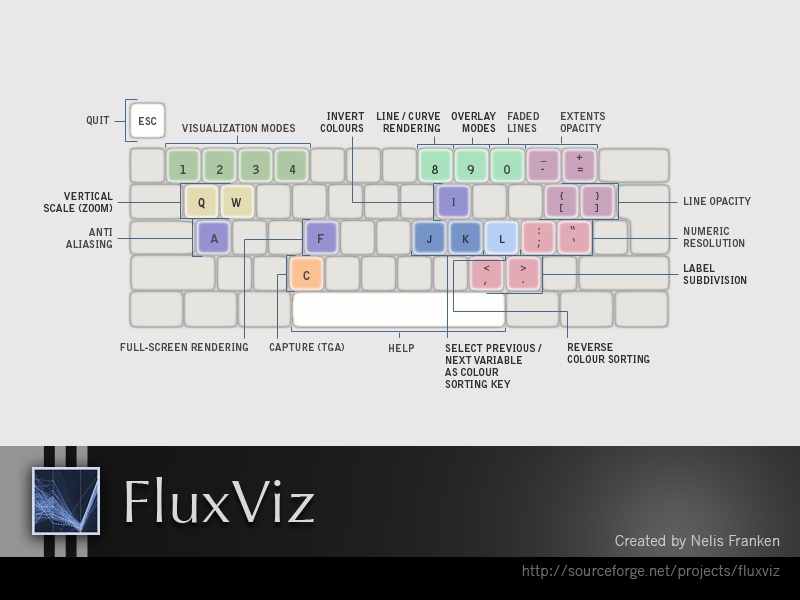 QUIT
ESC
VISUALIZATION MODES
INVERT
COLOURS
LINE / CURVE
RENDERING
OVERLAY
MODES
FADED
LINES
EXTENTS
OPACITY
1 2 3 4 8 9 0 _ - + =
VERTICAL
SCALE (ZOOM)
Q W I { [ } ]
LINE OPACITY
ANTI
ALIASING
A F J K L : ; “ ‘
NUMERIC
RESOLUTION
C < , > .
LABEL
SUBDIVISION
FULL-SCREEN RENDERING
CAPTURE (TGA)
HELP
SELECT PREVIOUS /
NEXT VARIABLE
AS COLOUR
SORTING KEY
REVERSE
COLOUR SORTING
FluxViz
Created by Nelis Franken
http://sourceforge.net/projects/fluxviz